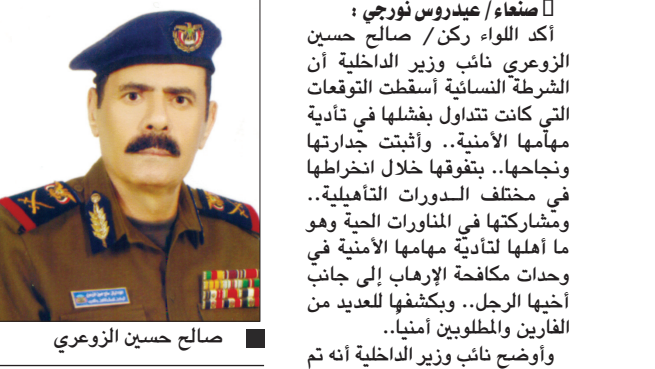 صنعاء / عيدروس نورجي :
أكد اللواء ركن / صالح حسين
الزوعري نائب وزير الداخلية أن
الشرطة النسائية أسقطت التوقعات
التي كانت تتداول بفشلها في تأدية
مهامها الأمنية.. وأثبتت جدارتها
ونجاحها.. بتفوقها خلال انخراطها
في مختلف الـدورات التأهيلية..
ومشاركتها في المناورات الحية وهو
ما أهلها لتأدية مهامها الأمنية في
وحدات مكافحة الإرهاب إلى جانب
أخيها الرجل.. وبكشفها للعديد من
الفارين والمطلوبين أمنياً..
وأوضح نائب وزير الداخلية أنه تم
صالح حسين الزوعري